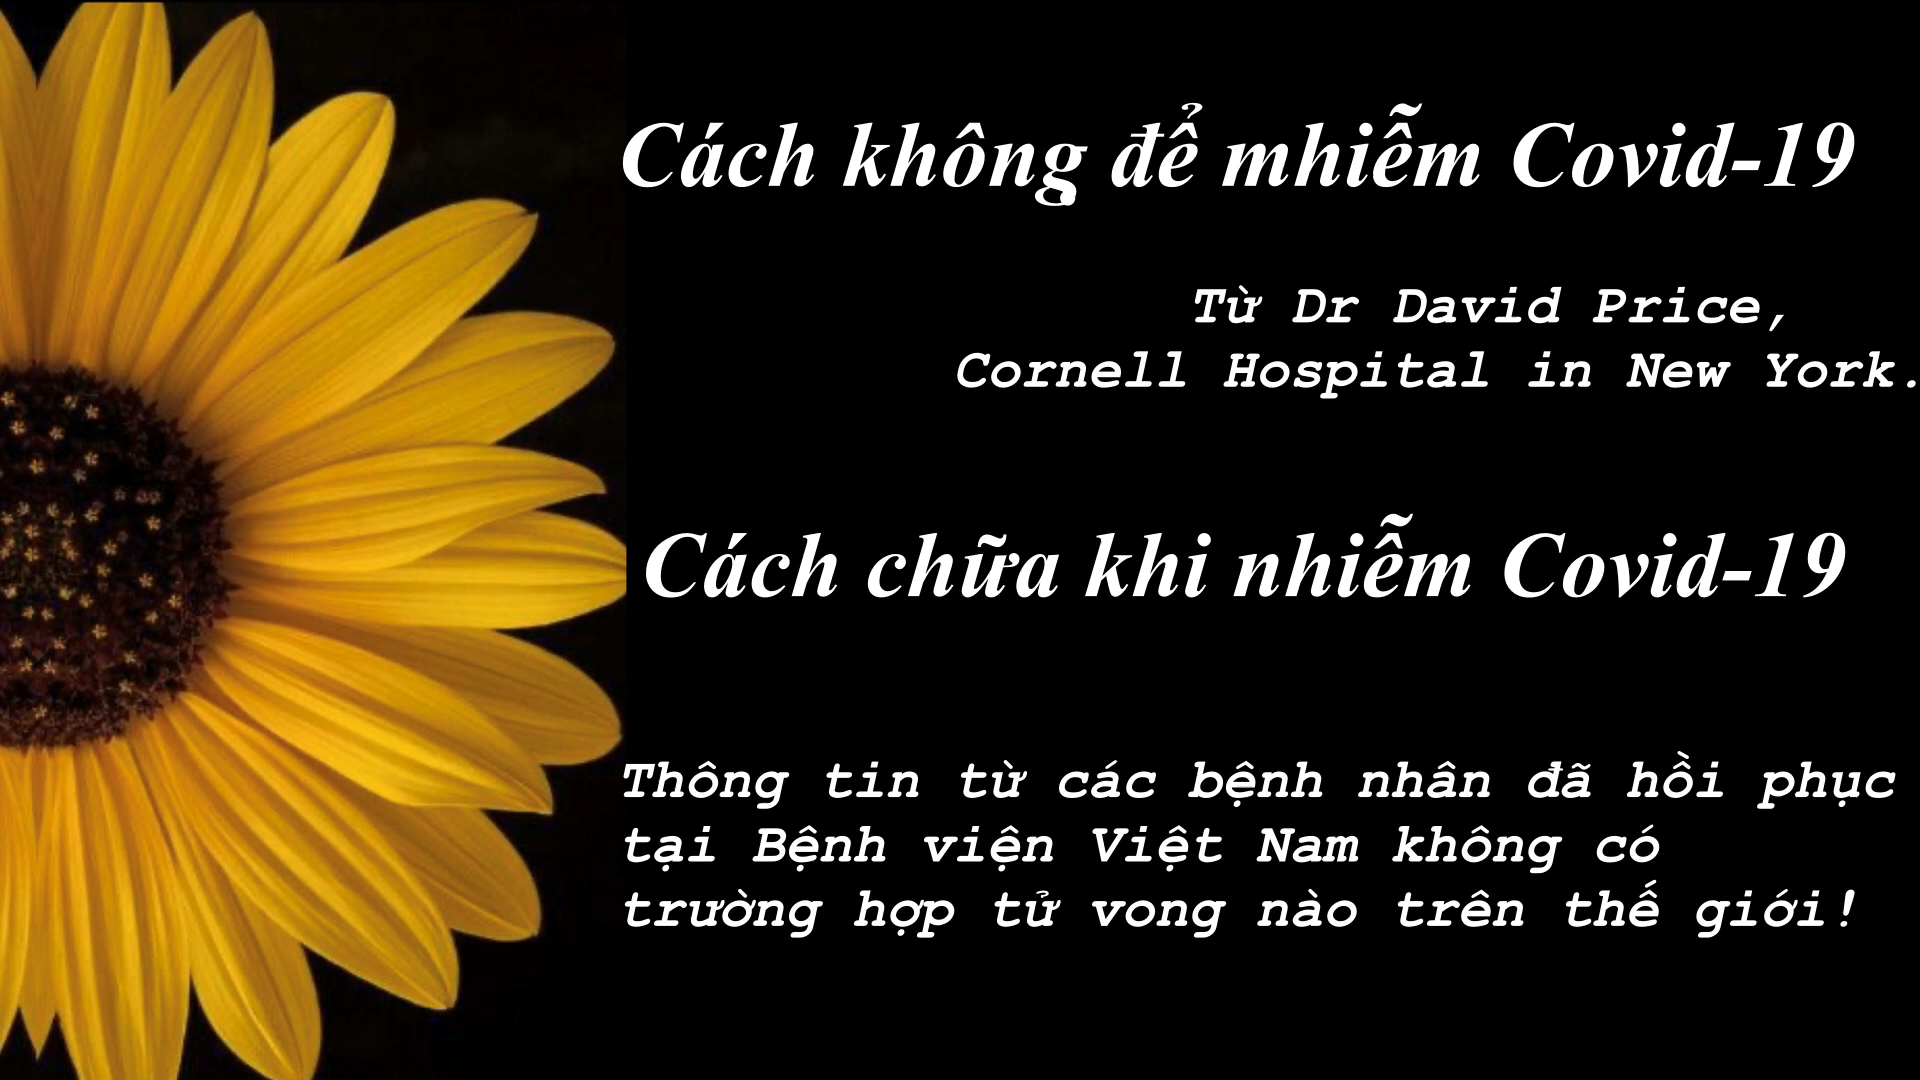 Cách không để mhiễm Covid-19
Từ Dr David Price,
Cornell Hospital in New York.
Cách chữa khi nhiễm Covid-19
Thông tin từ các bệnh nhân đã hồi phục
tại Bệnh viện Việt Nam không có
trường hợp tử vong nào trên thế giới!